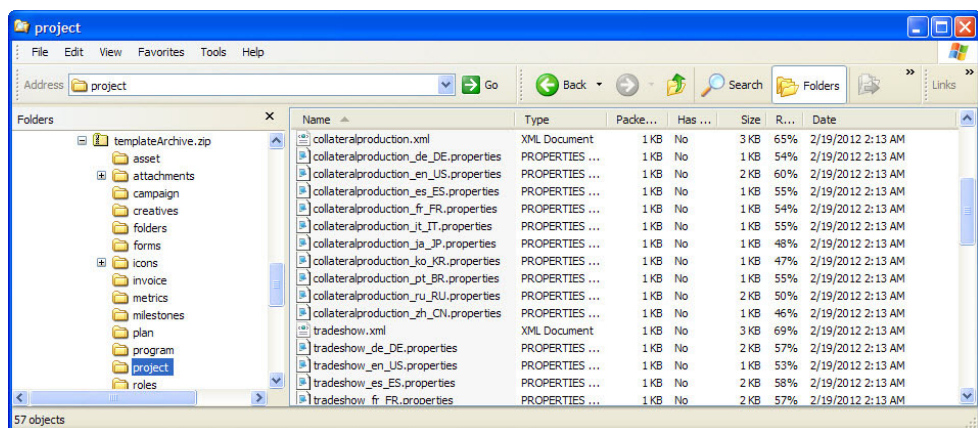 project
File Edit View Favorites Tools Help
Address project Go Back Search Folders » Links »
Folders × Name Type Packe... Has ... Size R... Date
templateArchive.zip
asset
attachments
campaign
creatives
folders
forms
icons
invoice
metrics
milestones
plan
program
project
roles
collateralproduction.xml XML Document 1 KB No 3 KB 65% 2/19/2012 2:13 AM
collateralproduction_de_DE.properties PROPERTIES ... 1 KB No 1 KB 54% 2/19/2012 2:13 AM
collateralproduction_en_US.properties PROPERTIES ... 1 KB No 2 KB 60% 2/19/2012 2:13 AM
collateralproduction_es_ES.properties PROPERTIES ... 1 KB No 1 KB 55% 2/19/2012 2:13 AM
collateralproduction_fr_FR.properties PROPERTIES ... 1 KB No 1 KB 54% 2/19/2012 2:13 AM
collateralproduction_it_IT.properties PROPERTIES ... 1 KB No 1 KB 55% 2/19/2012 2:13 AM
collateralproduction_ja_JP.properties PROPERTIES ... 1 KB No 1 KB 48% 2/19/2012 2:13 AM
collateralproduction_ko_KR.properties PROPERTIES ... 1 KB No 1 KB 47% 2/19/2012 2:13 AM
collateralproduction_pt_BR.properties PROPERTIES ... 1 KB No 1 KB 55% 2/19/2012 2:13 AM
collateralproduction_ru_RU.properties PROPERTIES ... 1 KB No 2 KB 50% 2/19/2012 2:13 AM
collateralproduction_zh_CN.properties PROPERTIES ... 1 KB No 1 KB 46% 2/19/2012 2:13 AM
tradeshow.xml XML Document 1 KB No 3 KB 69% 2/19/2012 2:13 AM
tradeshow_de_DE.properties PROPERTIES ... 1 KB No 2 KB 57% 2/19/2012 2:13 AM
tradeshow_en_US.properties PROPERTIES ... 1 KB No 1 KB 53% 2/19/2012 2:13 AM
tradeshow_es_ES.properties PROPERTIES ... 1 KB No 2 KB 58% 2/19/2012 2:13 AM
tradeshow_fr_FR.properties PROPERTIES ... 1 KB No 2 KB 57% 2/19/2012 2:13 AM
57 objects